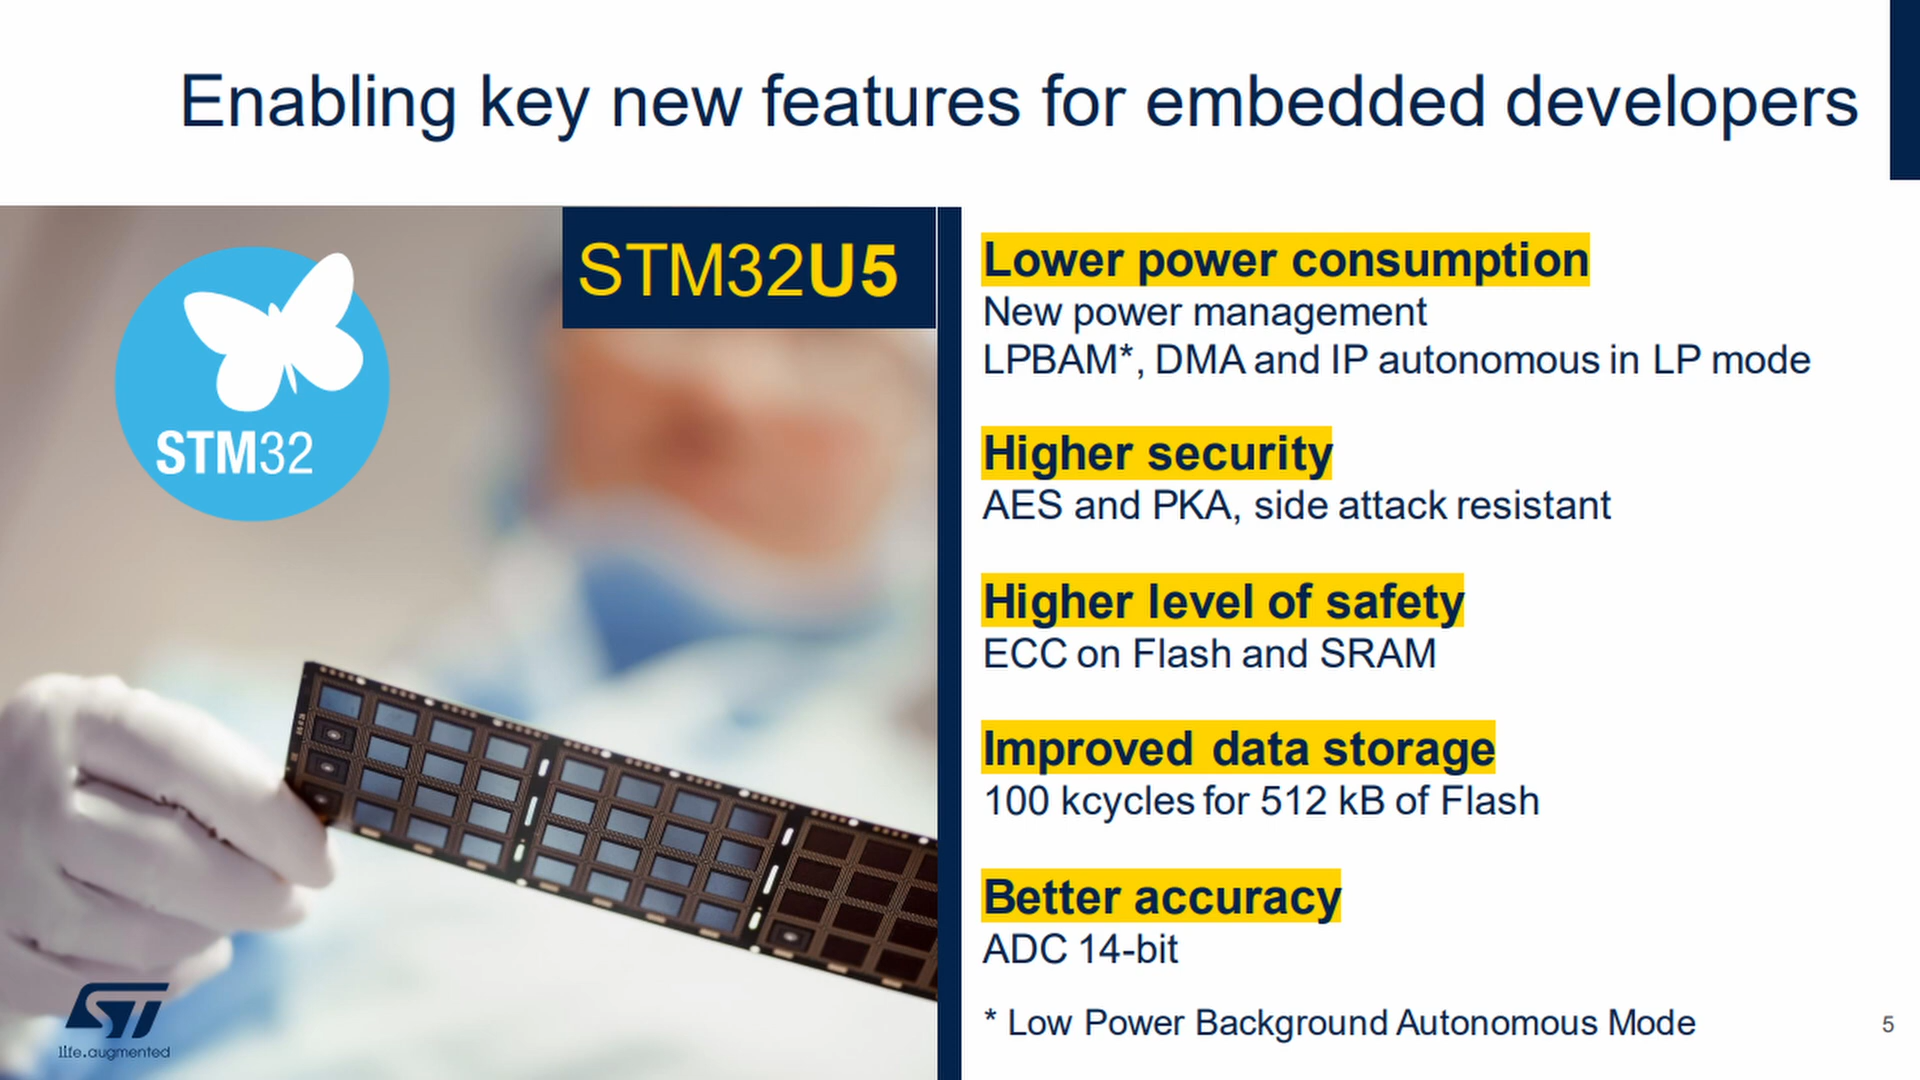 Enabling key new features for embedded developers
STM32U5
STM32
Lower power consumption
New power management
LPBAM*, DMA and IP autonomous in LP mode
Higher security
AES and PKA, side attack resistant
Higher level of safety
ECC on Flash and SRAM
Improved data storage
100 kcycles for 512 kB of Flash
Better accuracy
ADC 14-bit
* Low Power Background Autonomous Mode
ST
life.augmented
5